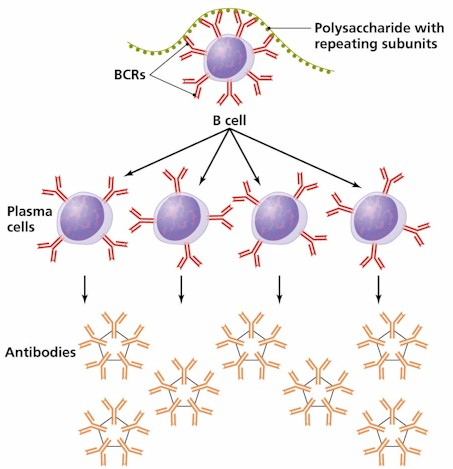 Polysaccharide with
repeating subunits
BCRs
B cell
Plasma
cells
Antibodies